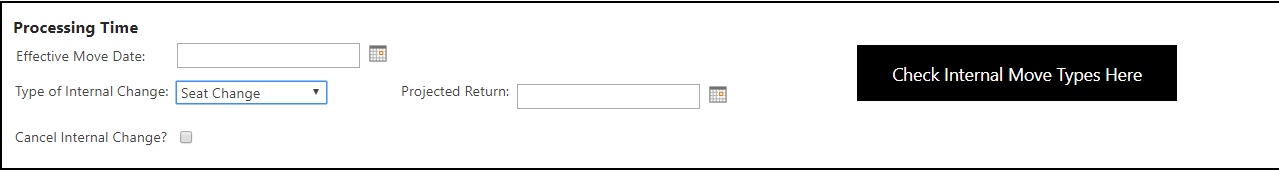 Processing Time
Effective Move Date:
Type of Internal Change: Seat Change Projected Return:
Cancel Internal Change?
Check Internal Move Types Here